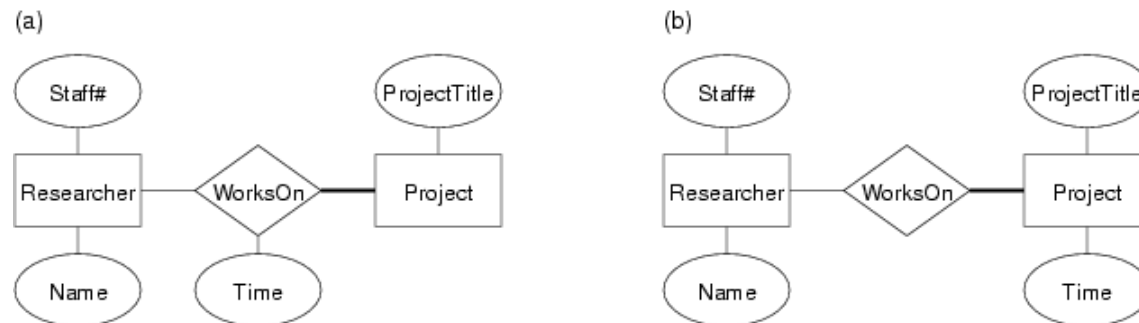 (a)
(b)
Staff#
ProjectTitle
Staff#
ProjectTitle
Researcher
WorksOn
Project
Researcher
WorksOn
Project
Name
Time
Name
Time